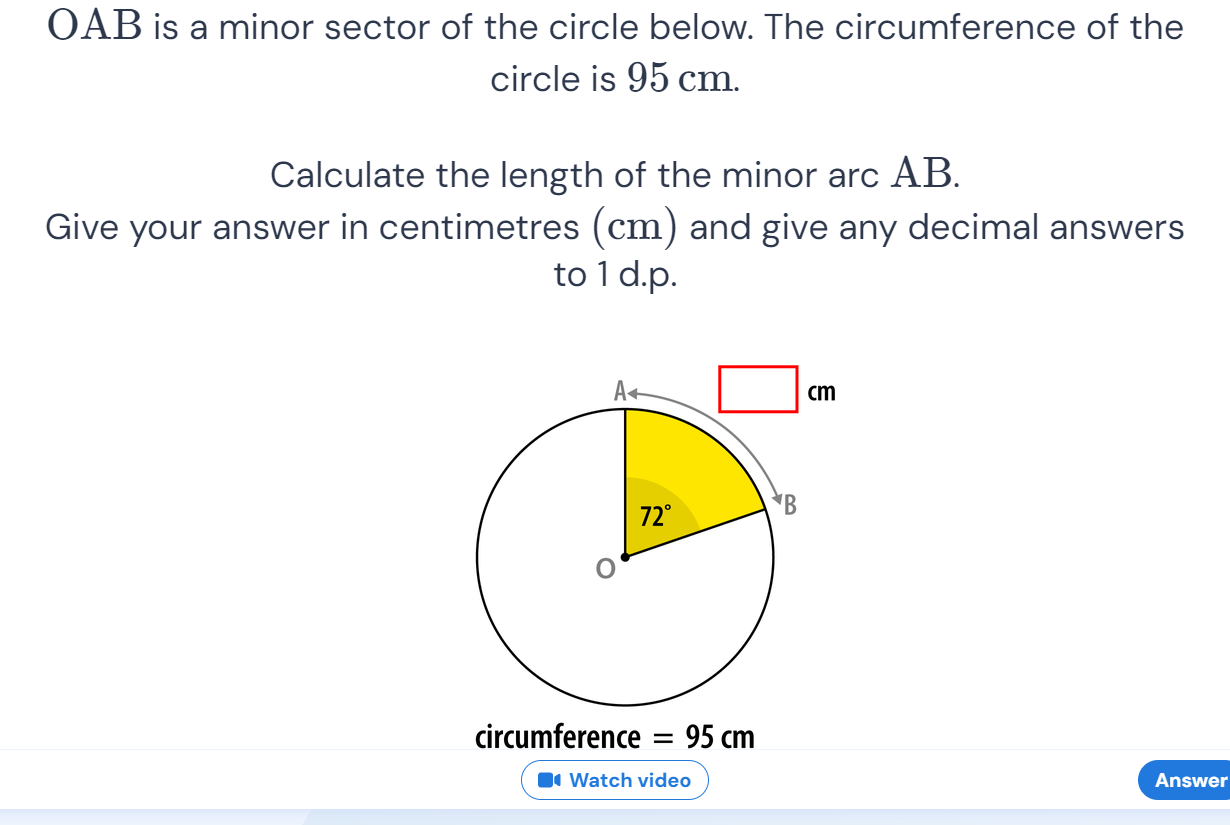 OAB is a minor sector of the circle below. The circumference of the
circle is 95 cm.
Calculate the length of the minor arc AB.
Give your answer in centimetres (cm) and give any decimal answers
to 1 d.p.
A
cm
B
72°
O
circumference = 95 cm
Watch video
Answer